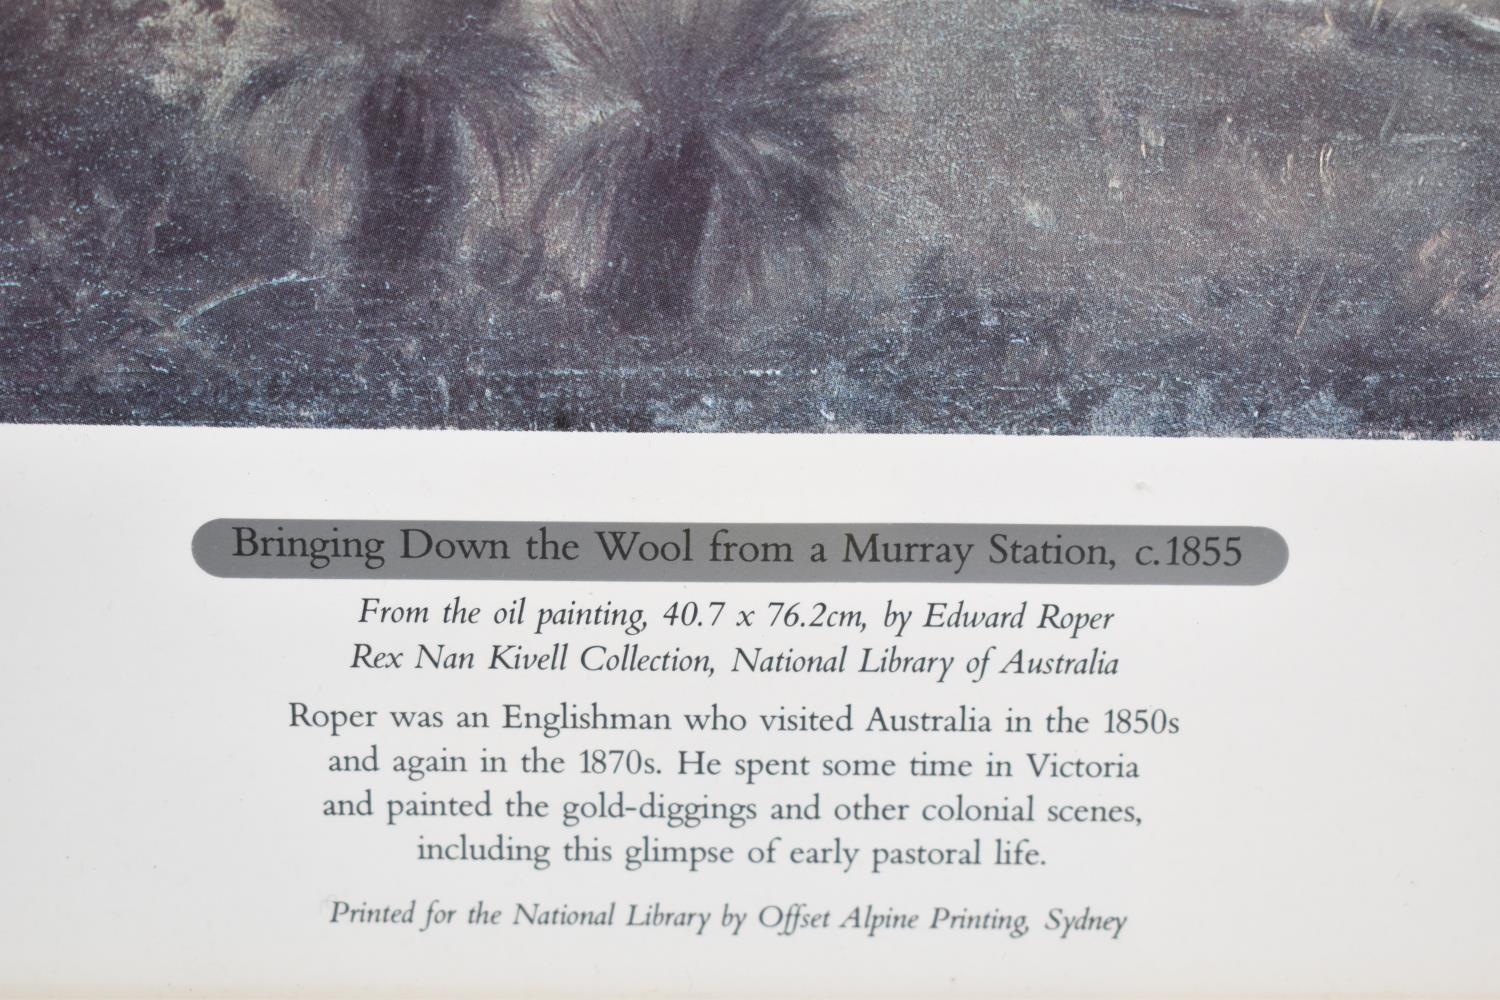 Bringing Down the Wool from a Murray Station, c.1855
From the oil painting, 40.7 x 76.2cm, by Edward Roper
Rex Nan Kivell Collection, National Library of Australia
Roper was an Englishman who visited Australia in the 1850s
and again in the 1870s. He spent some time in Victoria
and painted the gold-diggings and other colonial scenes,
including this glimpse of early pastoral life.
Printed for the National Library by Offset Alpine Printing, Sydney